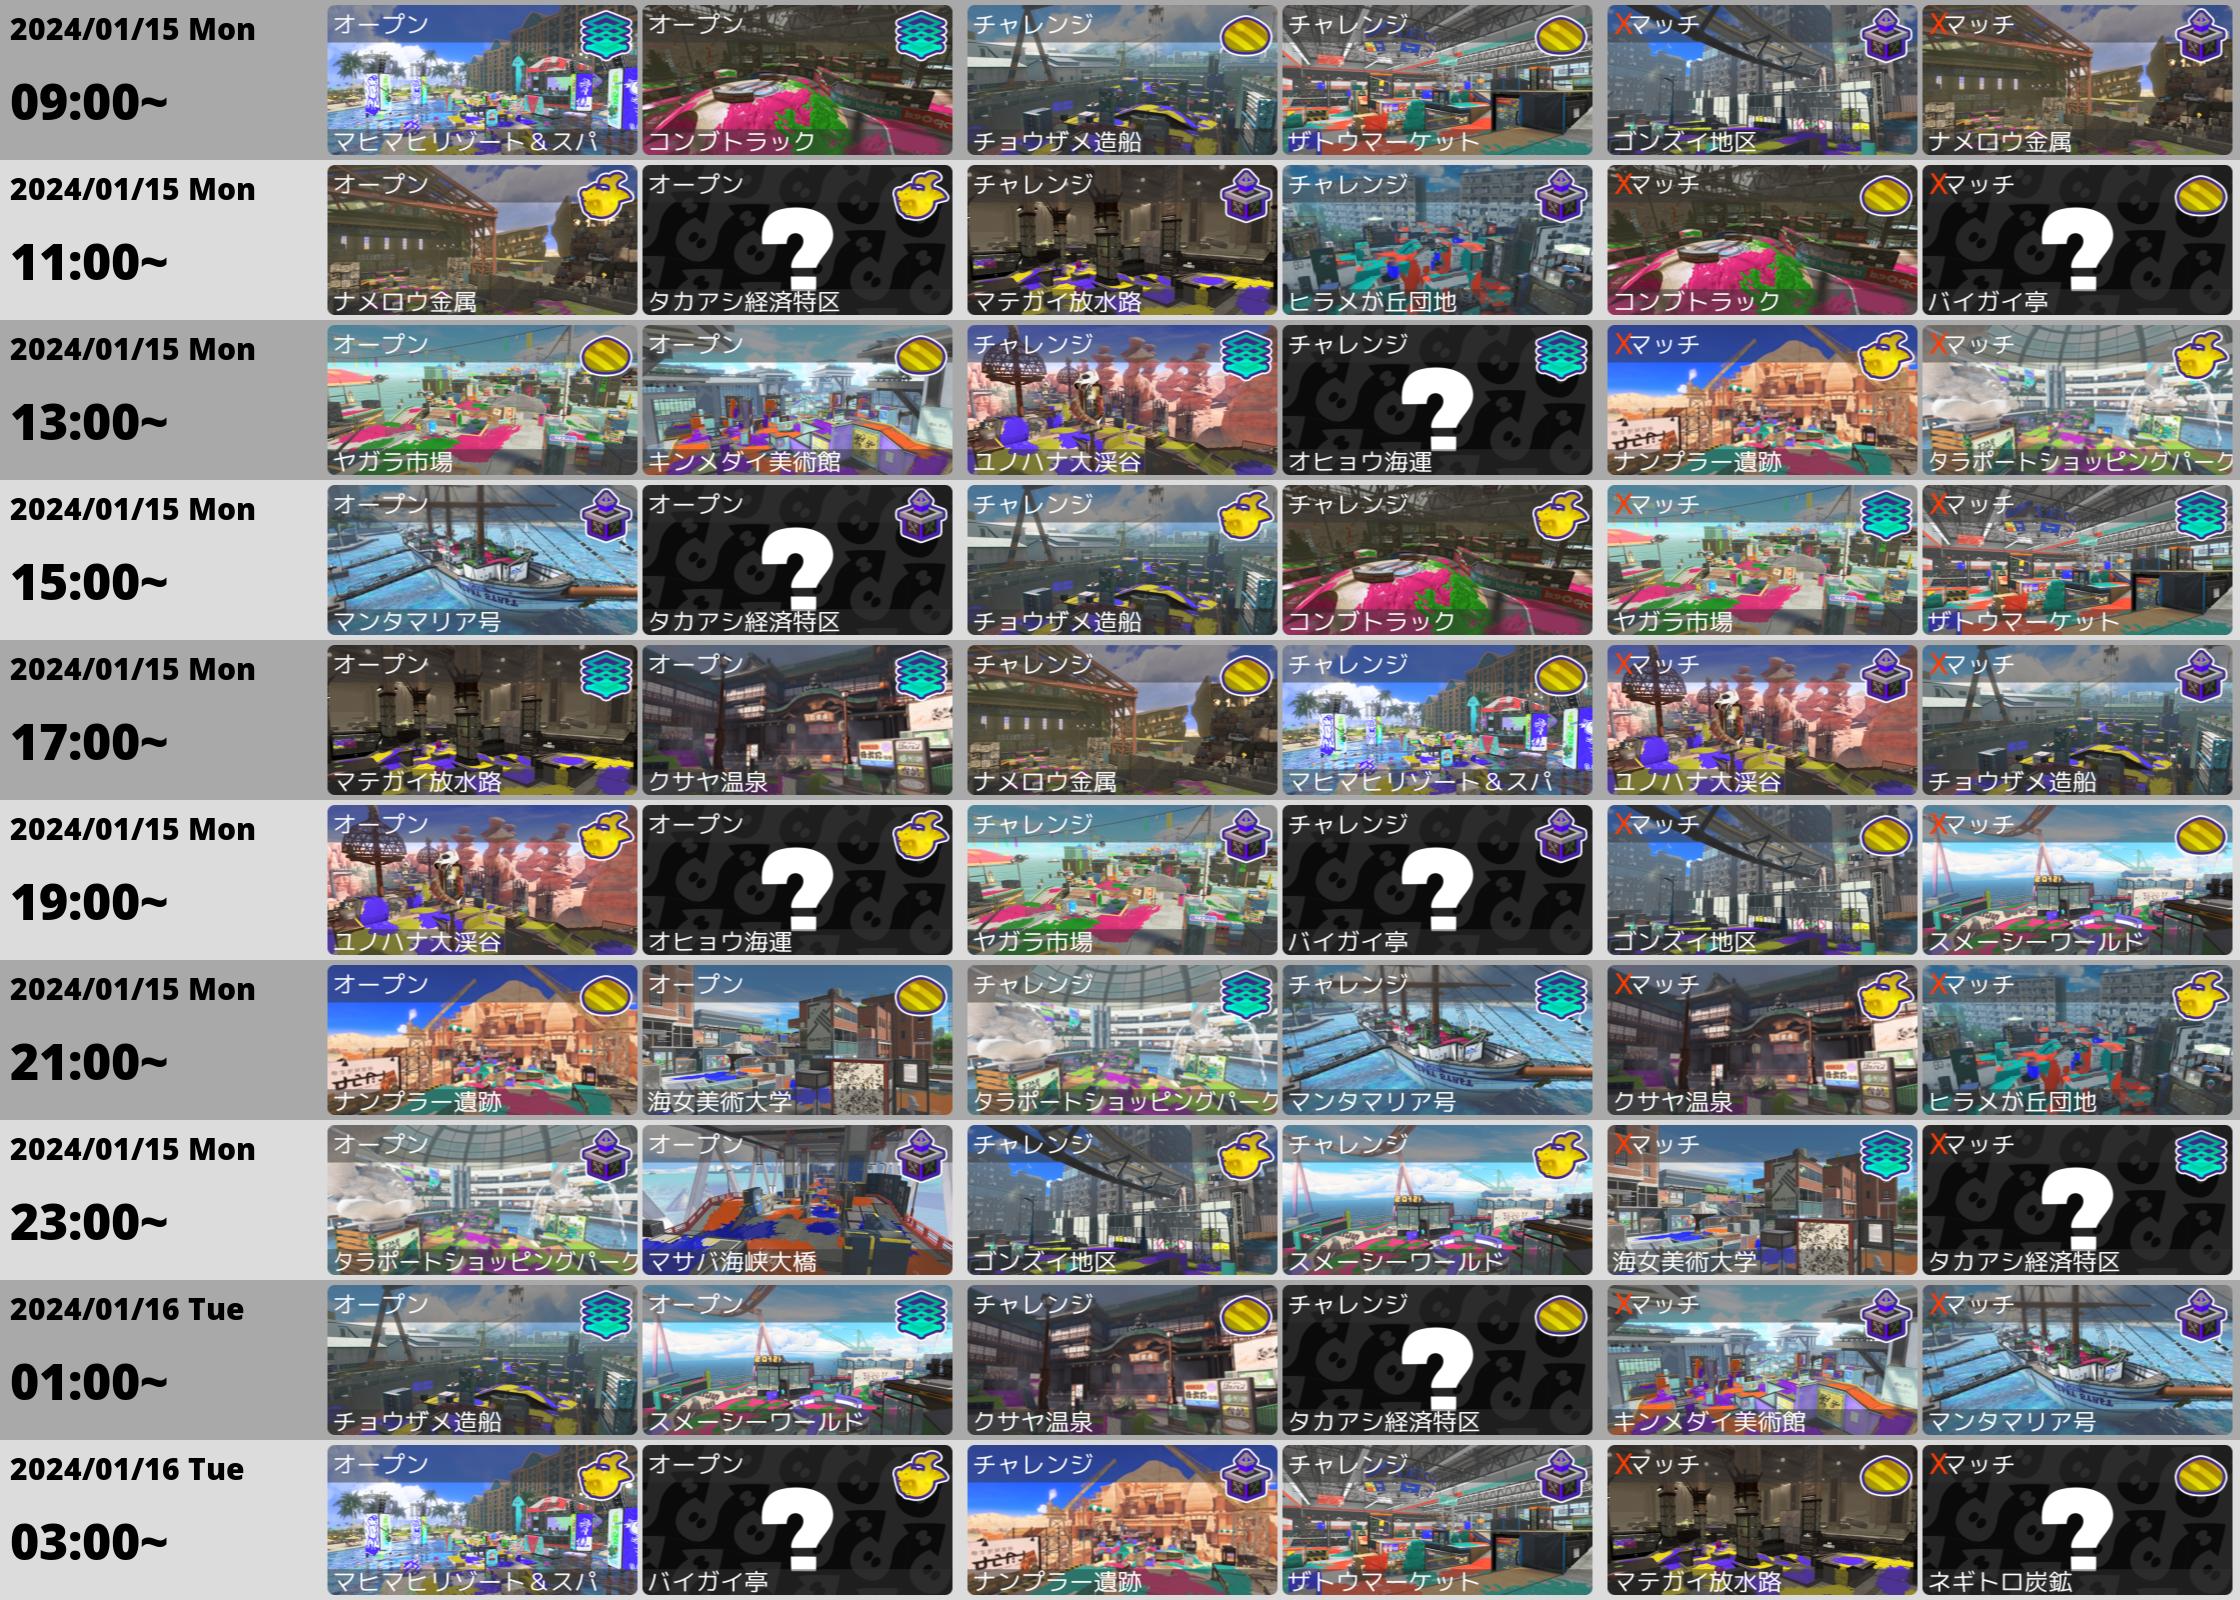 2024/01/15 Mon
09:00~
オープン
マヒマヒリゾート＆スパ
オープン
コンブトラック
チャレンジ
チョウザメ造船
チャレンジ
ザトウマーケット
Xマッチ
ゴンズイ地区
Xマッチ
ナメロウ金属
2024/01/15 Mon
11:00~
オープン
ナメロウ金属
オープン
?
タカアシ経済特区
チャレンジ
マテガイ放水路
チャレンジ
ヒラメが丘団地
Xマッチ
コンブトラック
Xマッチ
?
バイガイ亭
2024/01/15 Mon
13:00~
オープン
ヤガラ市場
オープン
キンメダイ美術館
チャレンジ
ユノハナ大渓谷
チャレンジ
?
オヒョウ海運
Xマッチ
ナンプラー遺跡
Xマッチ
タラポートショッピングパーク
2024/01/15 Mon
15:00~
オープン
マンタマリア号
オープン
?
タカアシ経済特区
チャレンジ
チョウザメ造船
チャレンジ
コンブトラック
Xマッチ
ヤガラ市場
Xマッチ
ザトウマーケット
2024/01/15 Mon
17:00~
オープン
マテガイ放水路
オープン
クサヤ温泉
チャレンジ
ナメロウ金属
チャレンジ
マヒマヒリゾート＆スパ
Xマッチ
ユノハナ大渓谷
Xマッチ
チョウザメ造船
2024/01/15 Mon
19:00~
オープン
ユノハナ大渓谷
オープン
?
オヒョウ海運
チャレンジ
ヤガラ市場
チャレンジ
?
バイガイ亭
Xマッチ
ゴンズイ地区
Xマッチ
スメーシーワールド
2024/01/15 Mon
21:00~
オープン
ナンプラー遺跡
オープン
海女美術大学
チャレンジ
タラポートショッピングパーク
チャレンジ
マンタマリア号
Xマッチ
クサヤ温泉
Xマッチ
ヒラメが丘団地
2024/01/15 Mon
23:00~
オープン
タラポートショッピングパーク
オープン
マサバ海峡大橋
チャレンジ
ゴンズイ地区
チャレンジ
スメーシーワールド
Xマッチ
海女美術大学
Xマッチ
?
タカアシ経済特区
2024/01/16 Tue
01:00~
オープン
チョウザメ造船
オープン
スメーシーワールド
チャレンジ
クサヤ温泉
チャレンジ
?
タカアシ経済特区
Xマッチ
キンメダイ美術館
Xマッチ
マンタマリア号
2024/01/16 Tue
03:00~
オープン
マヒマヒリゾート＆スパ
オープン
?
バイガイ亭
チャレンジ
ナンプラー遺跡
チャレンジ
ザトウマーケット
Xマッチ
マテガイ放水路
Xマッチ
?
ネギトロ炭鉱